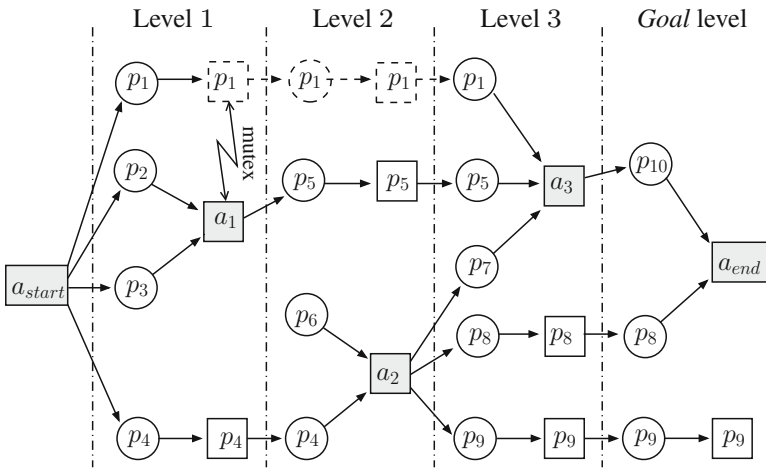 Level 1 Level 2 Level 3 Goal level
p1 p1 p1 p1 p1
mutex
p10
p2 p5 p5 p5 a3
a1
p7 aend
astart p3
p6 p8 p8 p8
a2
p4 p4 p4 p9 p9 p9 p9